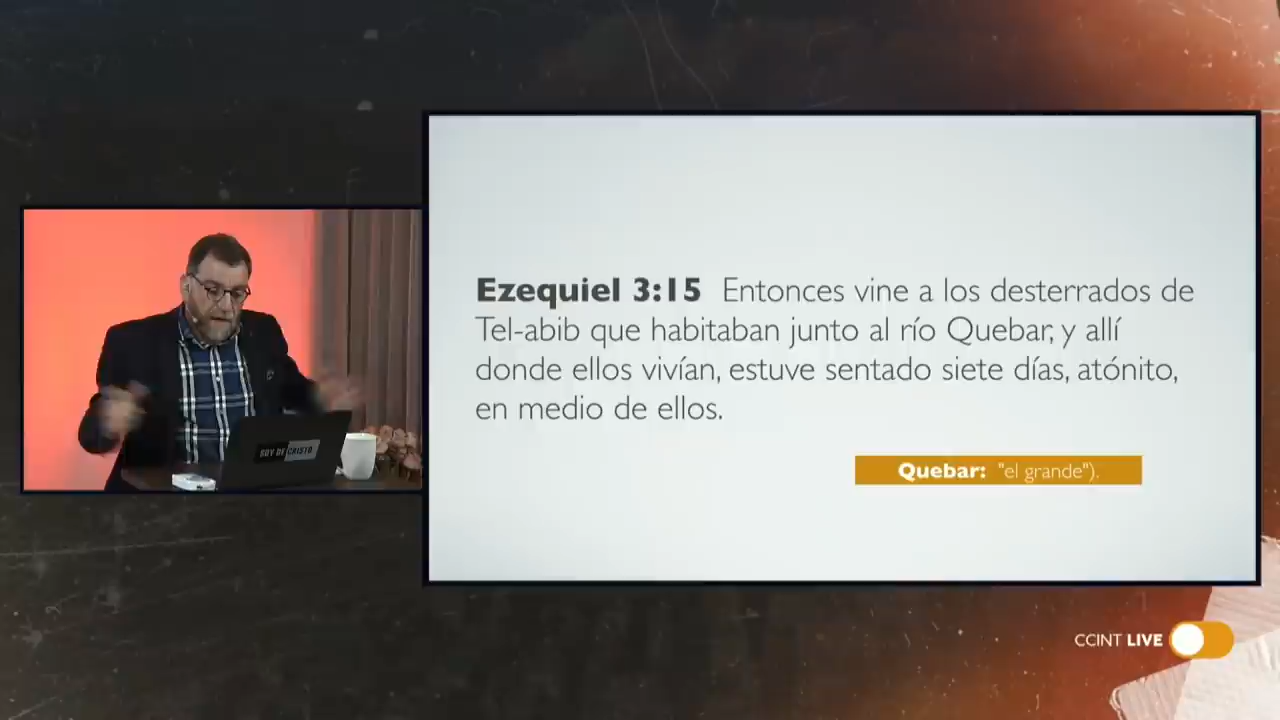 Ezequiel 3:15 Entonces vine a los desterrados de
Tel-abib que habitaban junto al río Quebar, y allí
donde ellos vivían, estuve sentado siete días, atónito,
en medio de ellos.
Quebar: "el grande").
SOY DE CRISTO
CCINT LIVE